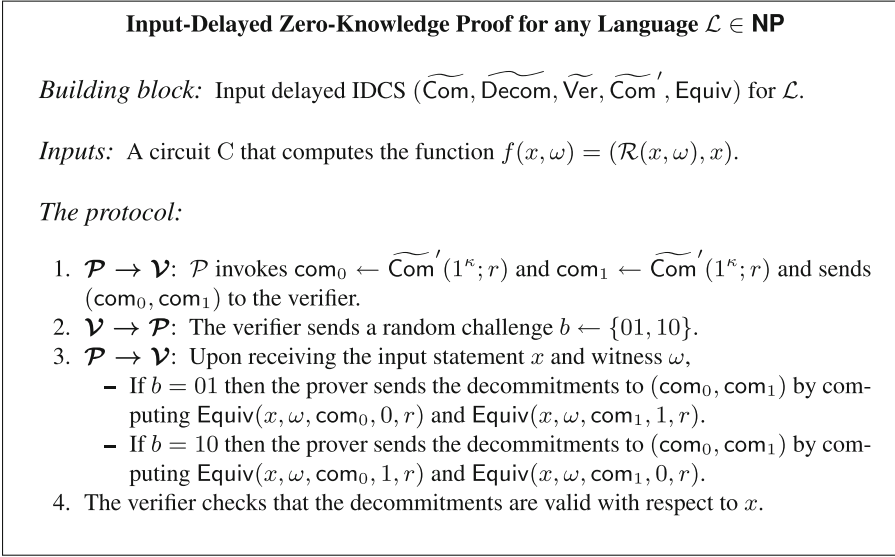 Input-Delayed Zero-Knowledge Proof for any Language ℒ ∈ NP
Building block: Input delayed IDCS (C̃om, D̃ecom, Ṽer, C̃om′, Equiv) for ℒ.
Inputs: A circuit C that computes the function f(x, ω) = (ℛ(x, ω), x).
The protocol:
1. 𝒫 → 𝒱: 𝒫 invokes com₀ ← C̃om′(1^κ; r) and com₁ ← C̃om′(1^κ; r) and sends
(com₀, com₁) to the verifier.
2. 𝒱 → 𝒫: The verifier sends a random challenge b ← {01, 10}.
3. 𝒫 → 𝒱: Upon receiving the input statement x and witness ω,
– If b = 01 then the prover sends the decommitments to (com₀, com₁) by com-
puting Equiv(x, ω, com₀, 0, r) and Equiv(x, ω, com₁, 1, r).
– If b = 10 then the prover sends the decommitments to (com₀, com₁) by com-
puting Equiv(x, ω, com₀, 1, r) and Equiv(x, ω, com₁, 0, r).
4. The verifier checks that the decommitments are valid with respect to x.